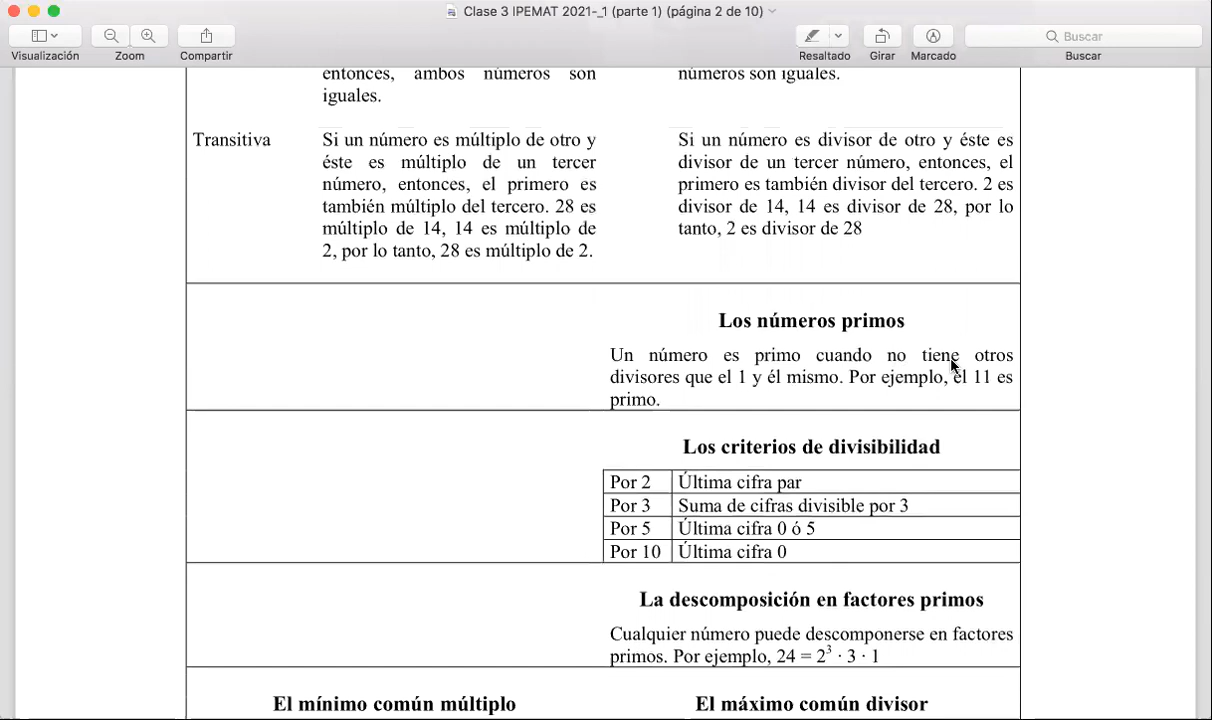 Clase 3 IPEMAT 2021-_1 (parte 1) (página 2 de 10)
Visualización
Zoom
Compartir
Resaltado
Girar
Marcado
Buscar
Buscar
entonces, ambos números son
iguales.
números son iguales.
Transitiva
Si un número es múltiplo de otro y
éste es múltiplo de un tercer
número, entonces, el primero es
también múltiplo del tercero. 28 es
múltiplo de 14, 14 es múltiplo de
2, por lo tanto, 28 es múltiplo de 2.
Si un número es divisor de otro y éste es
divisor de un tercer número, entonces, el
primero es también divisor del tercero. 2 es
divisor de 14, 14 es divisor de 28, por lo
tanto, 2 es divisor de 28
Los números primos
Un número es primo cuando no tiene otros
divisores que el 1 y él mismo. Por ejemplo, el 11 es
primo.
Los criterios de divisibilidad
Por 2 Última cifra par
Por 3 Suma de cifras divisible por 3
Por 5 Última cifra 0 ó 5
Por 10 Última cifra 0
La descomposición en factores primos
Cualquier número puede descomponerse en factores
primos. Por ejemplo, 24 = 2³ · 3 · 1
El mínimo común múltiplo
El máximo común divisor